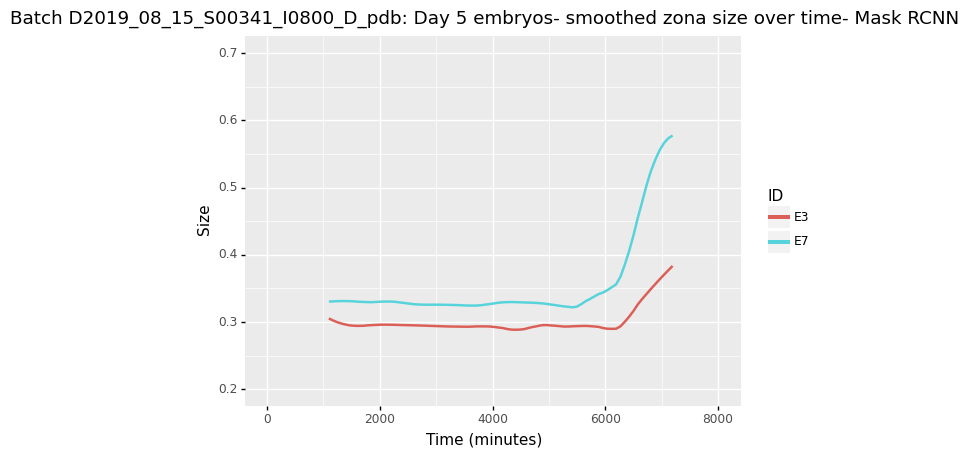 Batch D2019_08_15_S00341_I0800_D_pdb: Day 5 embryos- smoothed zona size over time- Mask RCNN
0.7
0.6
0.5
0.4
0.3
0.2
Size
0
2000
4000
6000
8000
Time (minutes)
ID
E3
E7